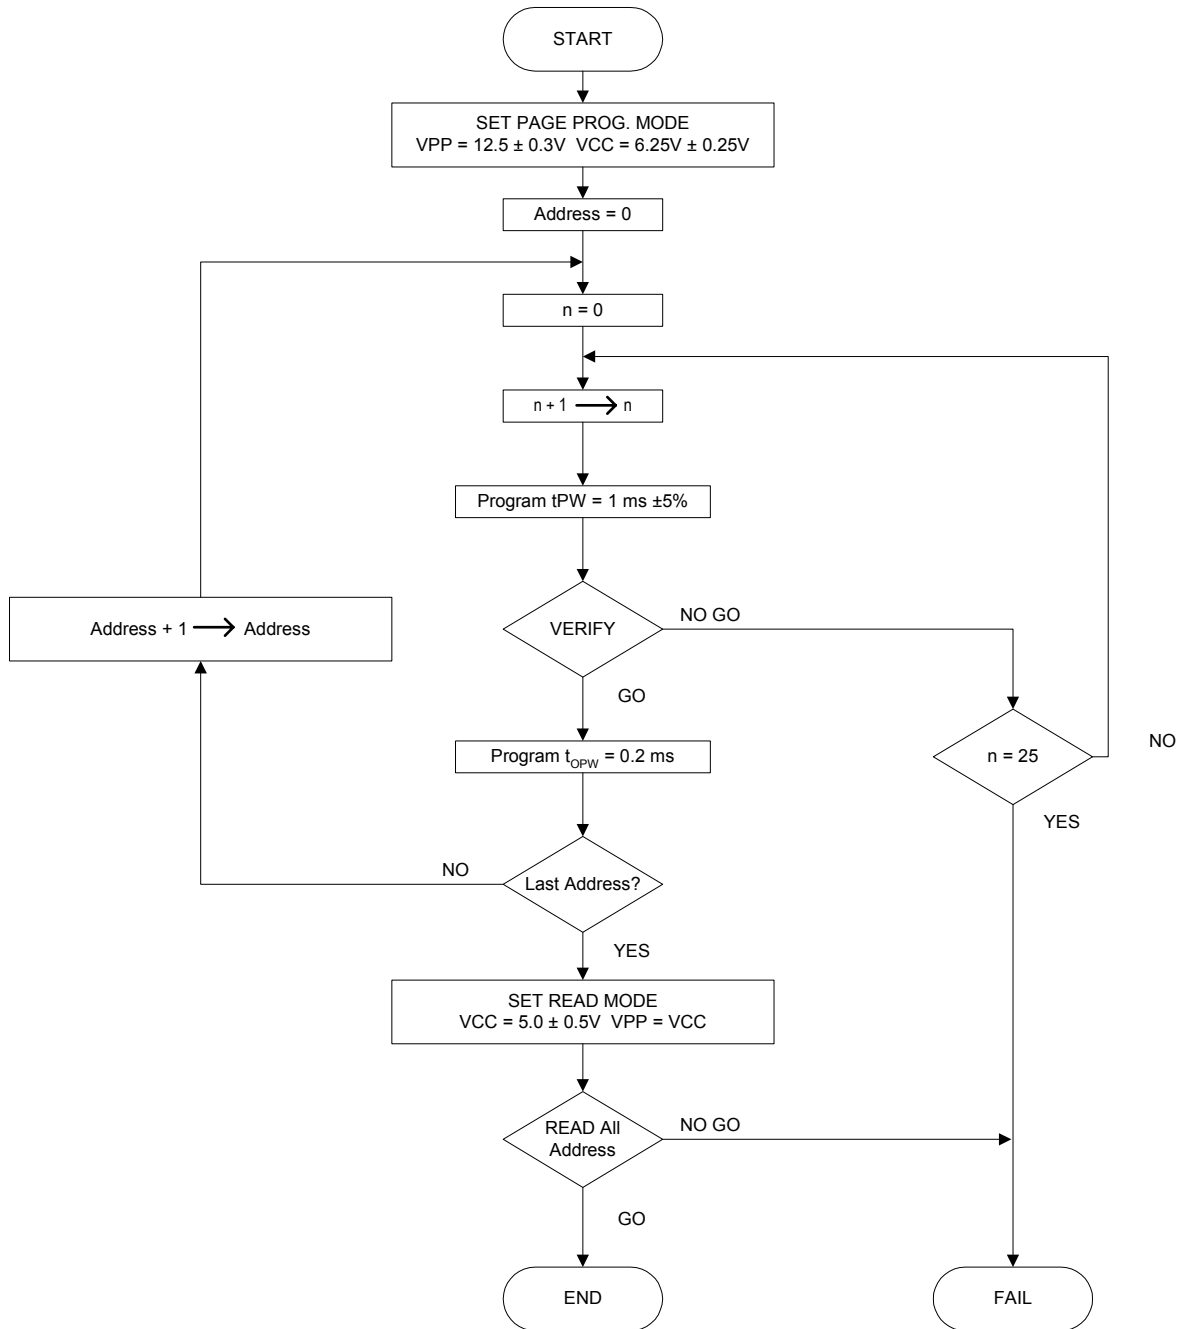 START
SET PAGE PROG. MODE
VPP = 12.5 ± 0.3V VCC = 6.25V ± 0.25V
Address = 0
n = 0
n + 1 ⟶ n
Program tPW = 1 ms ±5%
Address + 1 ⟶ Address
VERIFY
NO GO
GO
Program tOPW = 0.2 ms
n = 25
NO
YES
NO
Last Address?
YES
SET READ MODE
VCC = 5.0 ± 0.5V VPP = VCC
READ All
Address
NO GO
GO
END
FAIL